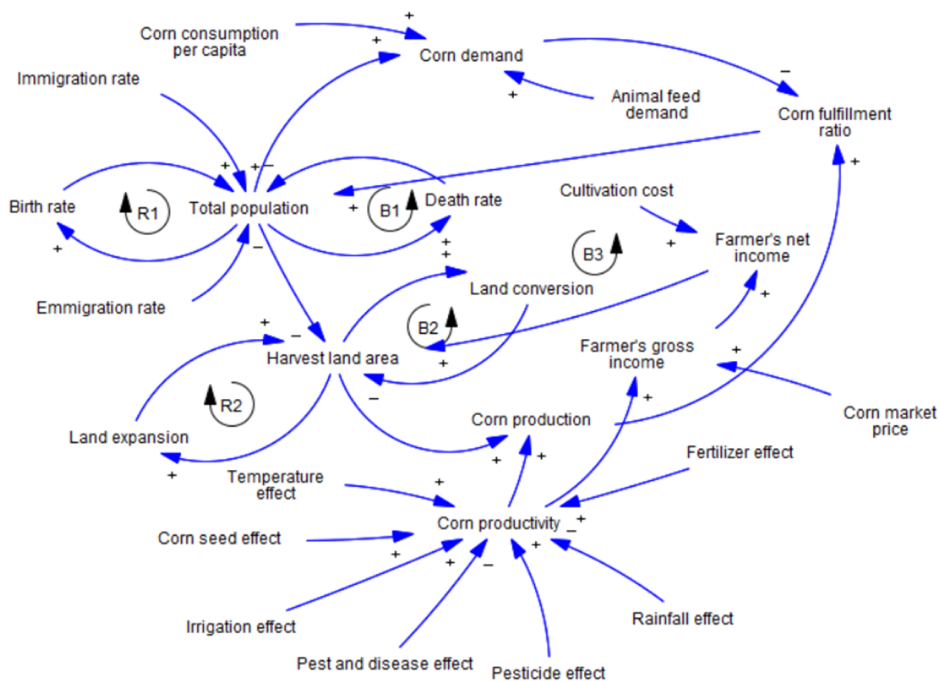 Corn consumption
per capita
+
+
Corn demand
Immigration rate
+
Animal feed
demand
−
Corn fulfillment
ratio
+
+
+ −
Birth rate
R1
Total population
+
B1
Death rate
Cultivation cost
+
−
+
+
+
B3
+
Farmer's net
income
Emmigration rate
Land conversion
+
+
−
B2
Harvest land area
+
Farmer's gross
income
+
−
R2
+
Corn market
price
Land expansion
Corn production
+
Temperature
effect
+
+
+
Fertilizer effect
Corn productivity
− +
Corn seed effect
+
+
−
+
Irrigation effect
Rainfall effect
Pest and disease effect
Pesticide effect